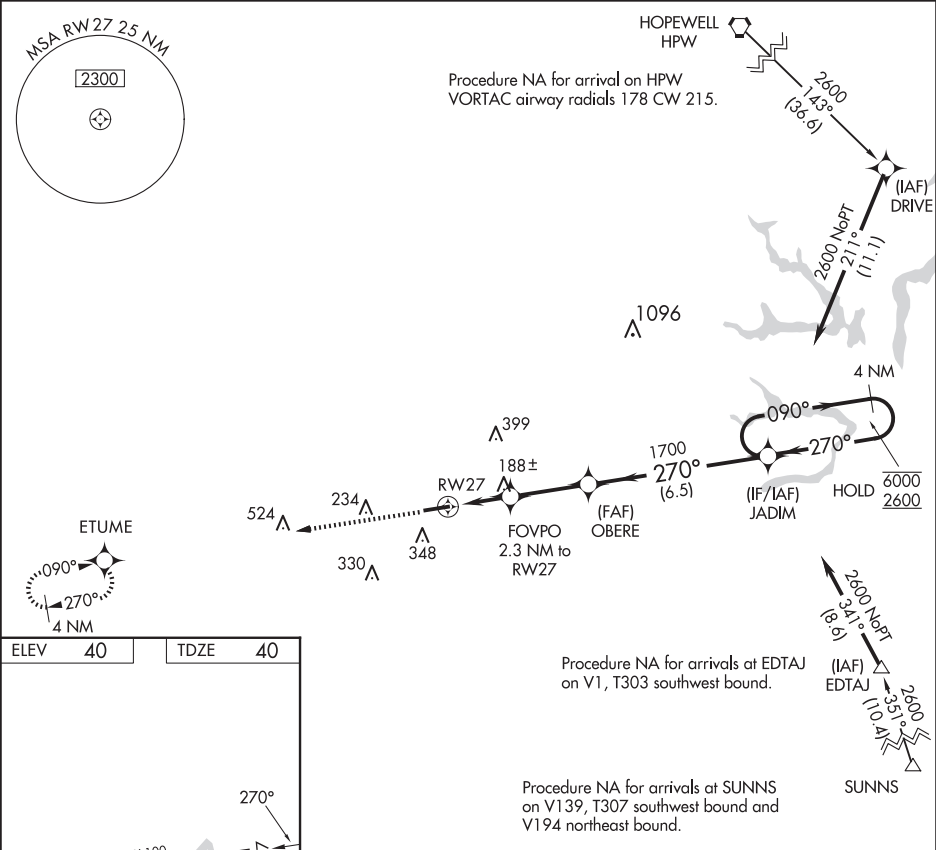 MSA RW27 25 NM
2300
HOPEWELL
HPW
Procedure NA for arrival on HPW
VORTAC airway radials 178 CW 215.
2600
143°
(36.6)
(IAF)
DRIVE
2600 NoPT
211°
(11.1)
1096
4 NM
090°
270°
HOLD
6000
2600
(IF/IAF)
JADIM
1700
270°
(6.5)
399
188±
RW27
(FAF)
OBERE
FOVPO
2.3 NM to
RW27
234
524
348
330
ETUME
090°
270°
4 NM
2600 NoPT
341°
(8.6)
(IAF)
EDTAJ
Procedure NA for arrivals at EDTAJ
on V1, T303 southwest bound.
2600
351°
(10.4)
SUNNS
Procedure NA for arrivals at SUNNS
on V139, T307 southwest bound and
V194 northeast bound.
ELEV 40
TDZE 40
270°